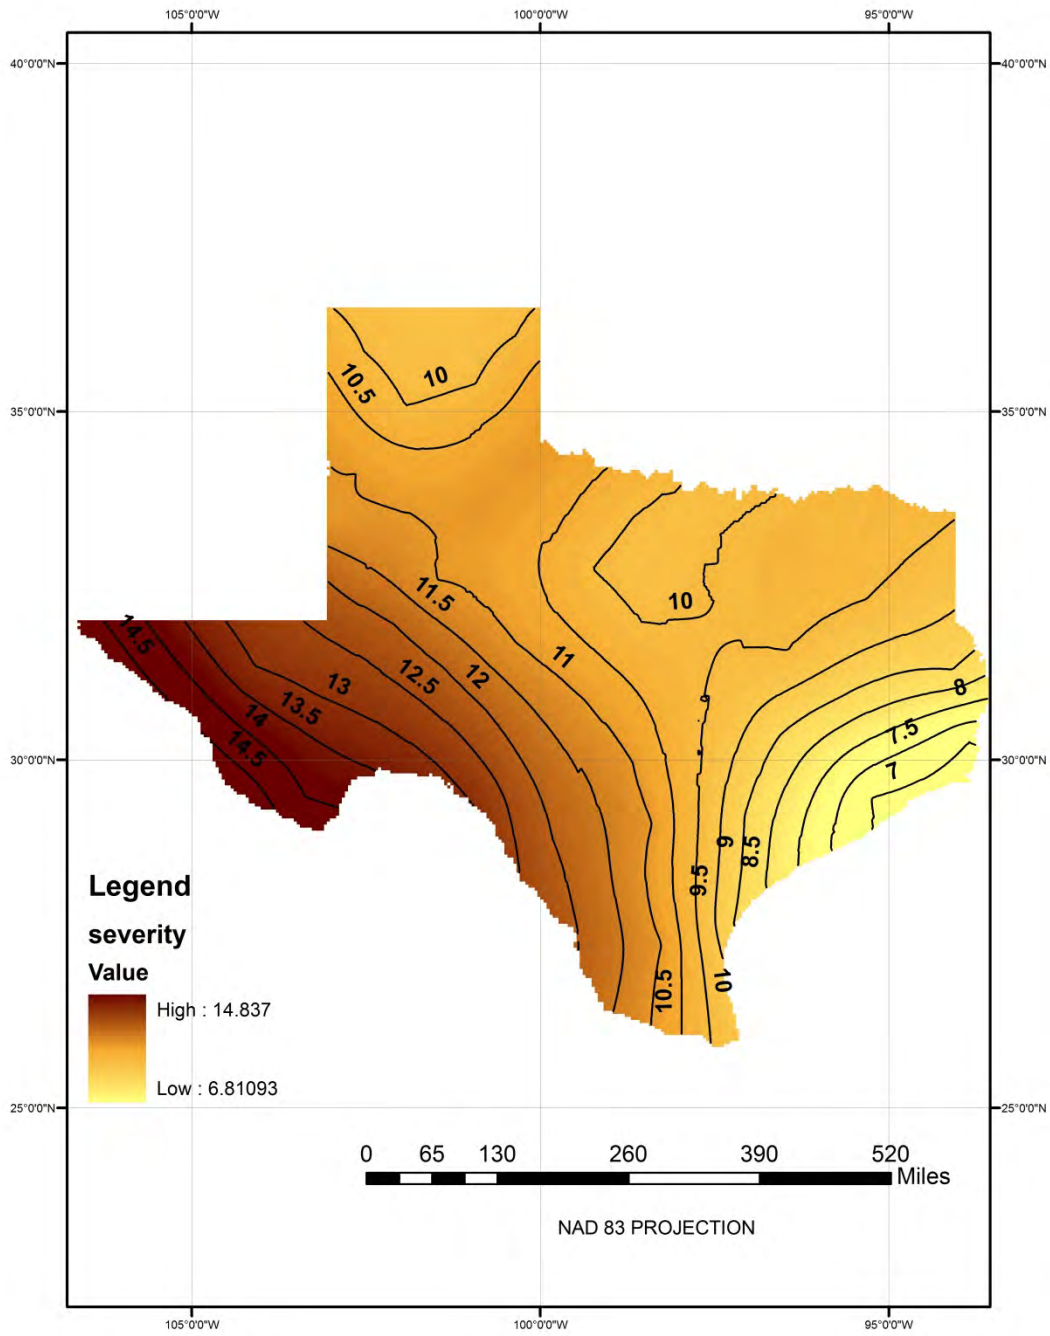 105°0'0"W 100°0'0"W 95°0'0"W
40°0'0"N 40°0'0"N
10.5 10
35°0'0"N 35°0'0"N
11.5 10
14.5 11
13 12.5 12 8
13.5
14 7.5
14.5 7
30°0'0"N 30°0'0"N
9 8.5
9.5
Legend
severity
Value
10.5 10
High : 14.837
Low : 6.81093
25°0'0"N 25°0'0"N
0 65 130 260 390 520
Miles
NAD 83 PROJECTION
105°0'0"W 100°0'0"W 95°0'0"W